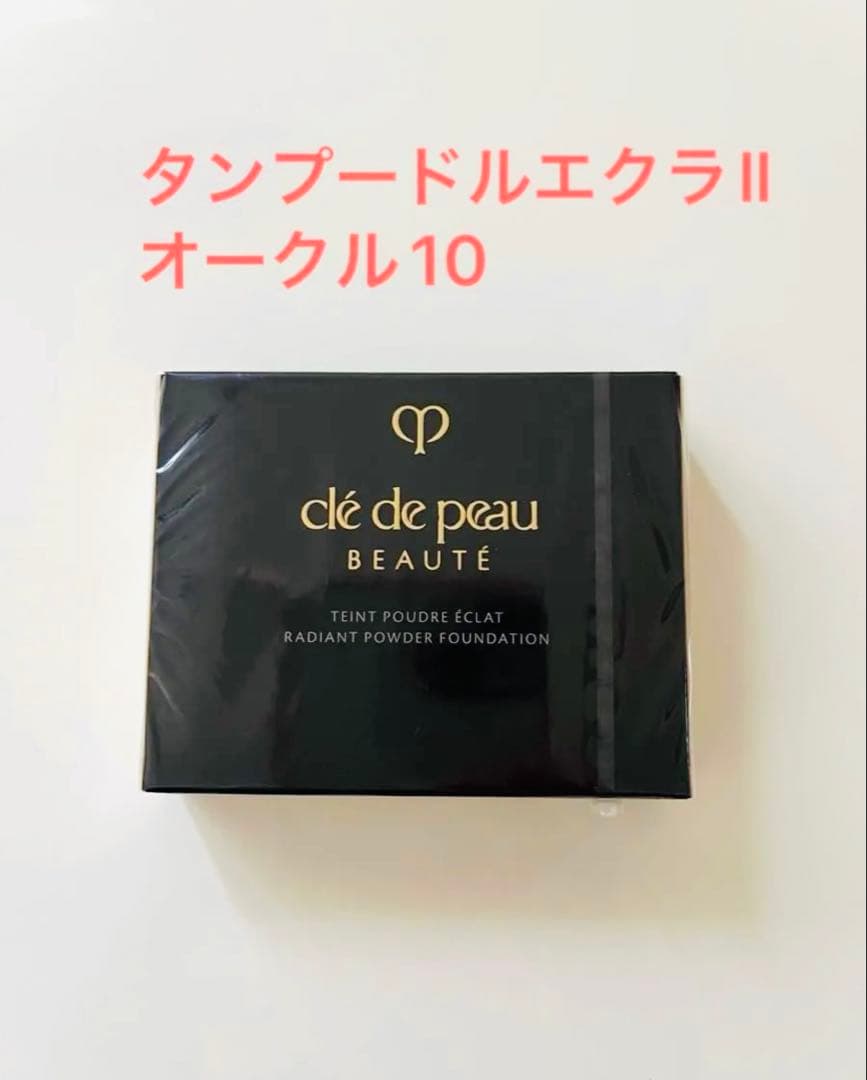 タンプードルエクラII
オークル10
clé de peau
BEAUTÉ
TEINT POUDRE ÉCLAT
RADIANT POWDER FOUNDATION